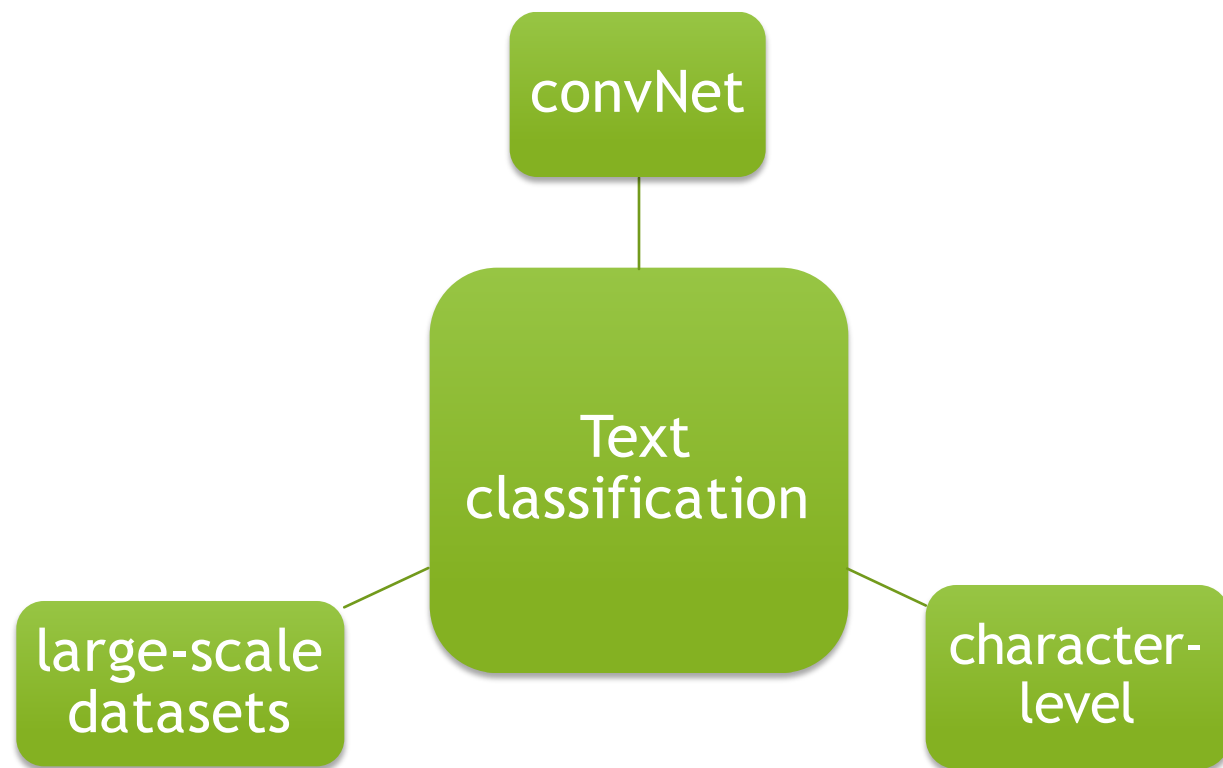 convNet
Text
classification
large-scale
datasets
character-
level